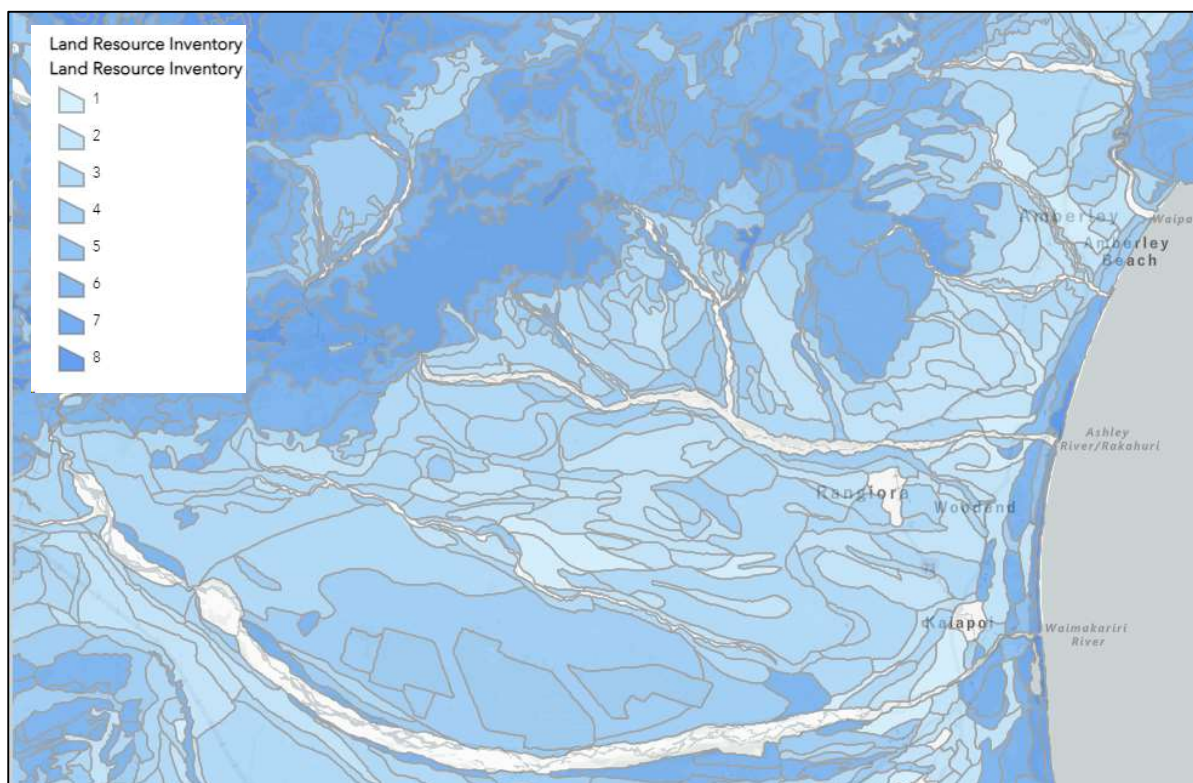 Land Resource Inventory
Land Resource Inventory
1
2
3
4
5
6
7
8
Amberley
Waipa
Amberley
Beach
Ashley
River/Rakahuri
Rangiora
Woodend
Kaiapoi
Waimakariri
River